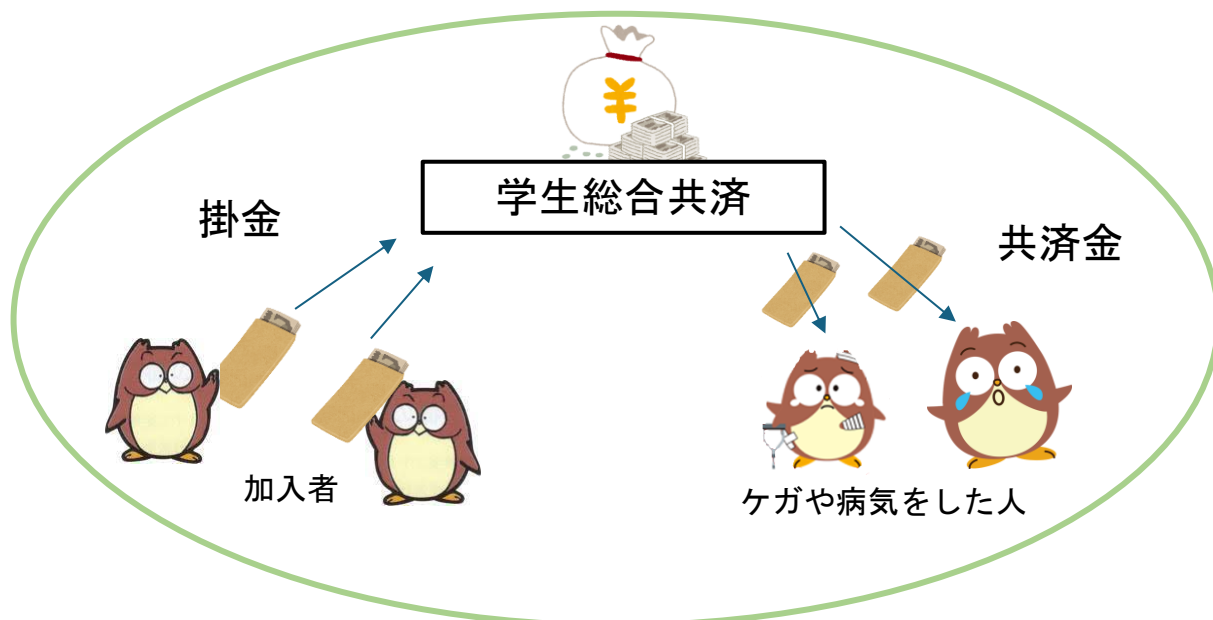 ¥
学生総合共済
掛金
共済金
加入者
ケガや病気をした人